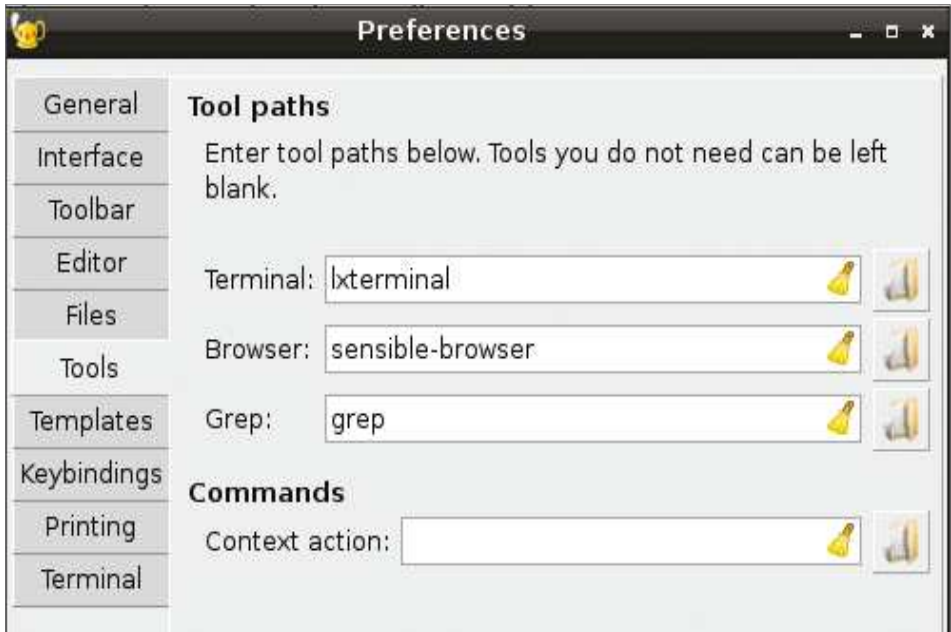 Preferences
General
Interface
Toolbar
Editor
Files
Tools
Templates
Keybindings
Printing
Terminal
Tool paths
Enter tool paths below. Tools you do not need can be left
blank.
Terminal: lxterminal
Browser: sensible-browser
Grep: grep
Commands
Context action: